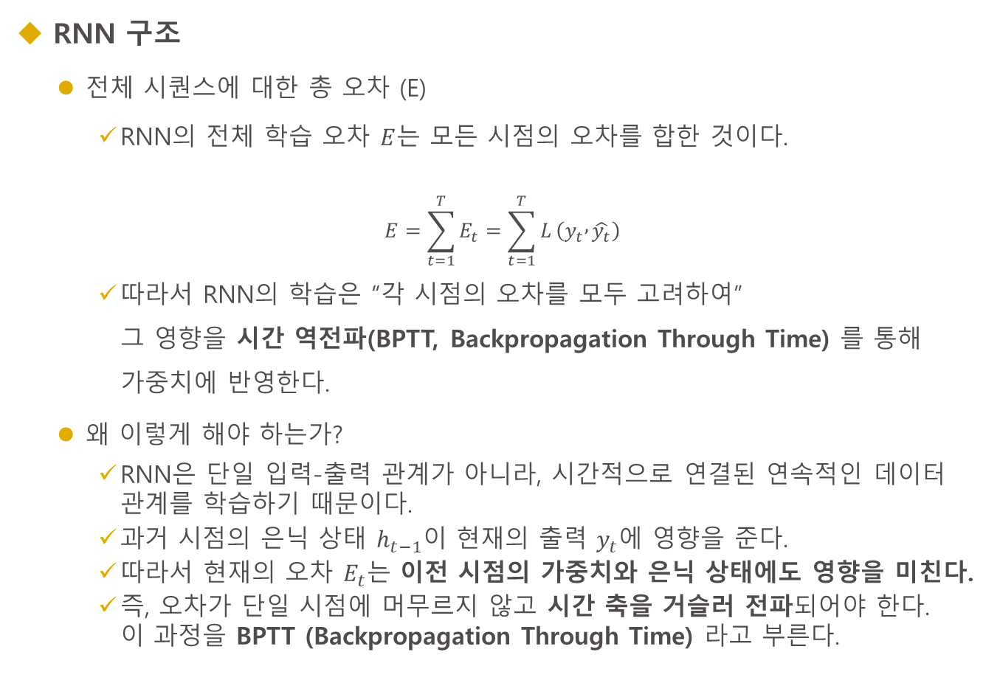 ◆ RNN 구조
● 전체 시퀀스에 대한 총 오차 (E)
✓RNN의 전체 학습 오차 𝐸는 모든 시점의 오차를 합한 것이다.
$E = \sum_{t=1}^{T} E_t = \sum_{t=1}^{T} L(y_t, \hat{y_t})$
✓따라서 RNN의 학습은 “각 시점의 오차를 모두 고려하여”
그 영향을 시간 역전파(BPTT, Backpropagation Through Time) 를 통해
가중치에 반영한다.
● 왜 이렇게 해야 하는가?
✓RNN은 단일 입력-출력 관계가 아니라, 시간적으로 연결된 연속적인 데이터
관계를 학습하기 때문이다.
✓과거 시점의 은닉 상태 $h_{t-1}$이 현재의 출력 $y_t$에 영향을 준다.
✓따라서 현재의 오차 $E_t$는 이전 시점의 가중치와 은닉 상태에도 영향을 미친다.
✓즉, 오차가 단일 시점에 머무르지 않고 시간 축을 거슬러 전파되어야 한다.
이 과정을 BPTT (Backpropagation Through Time) 라고 부른다.